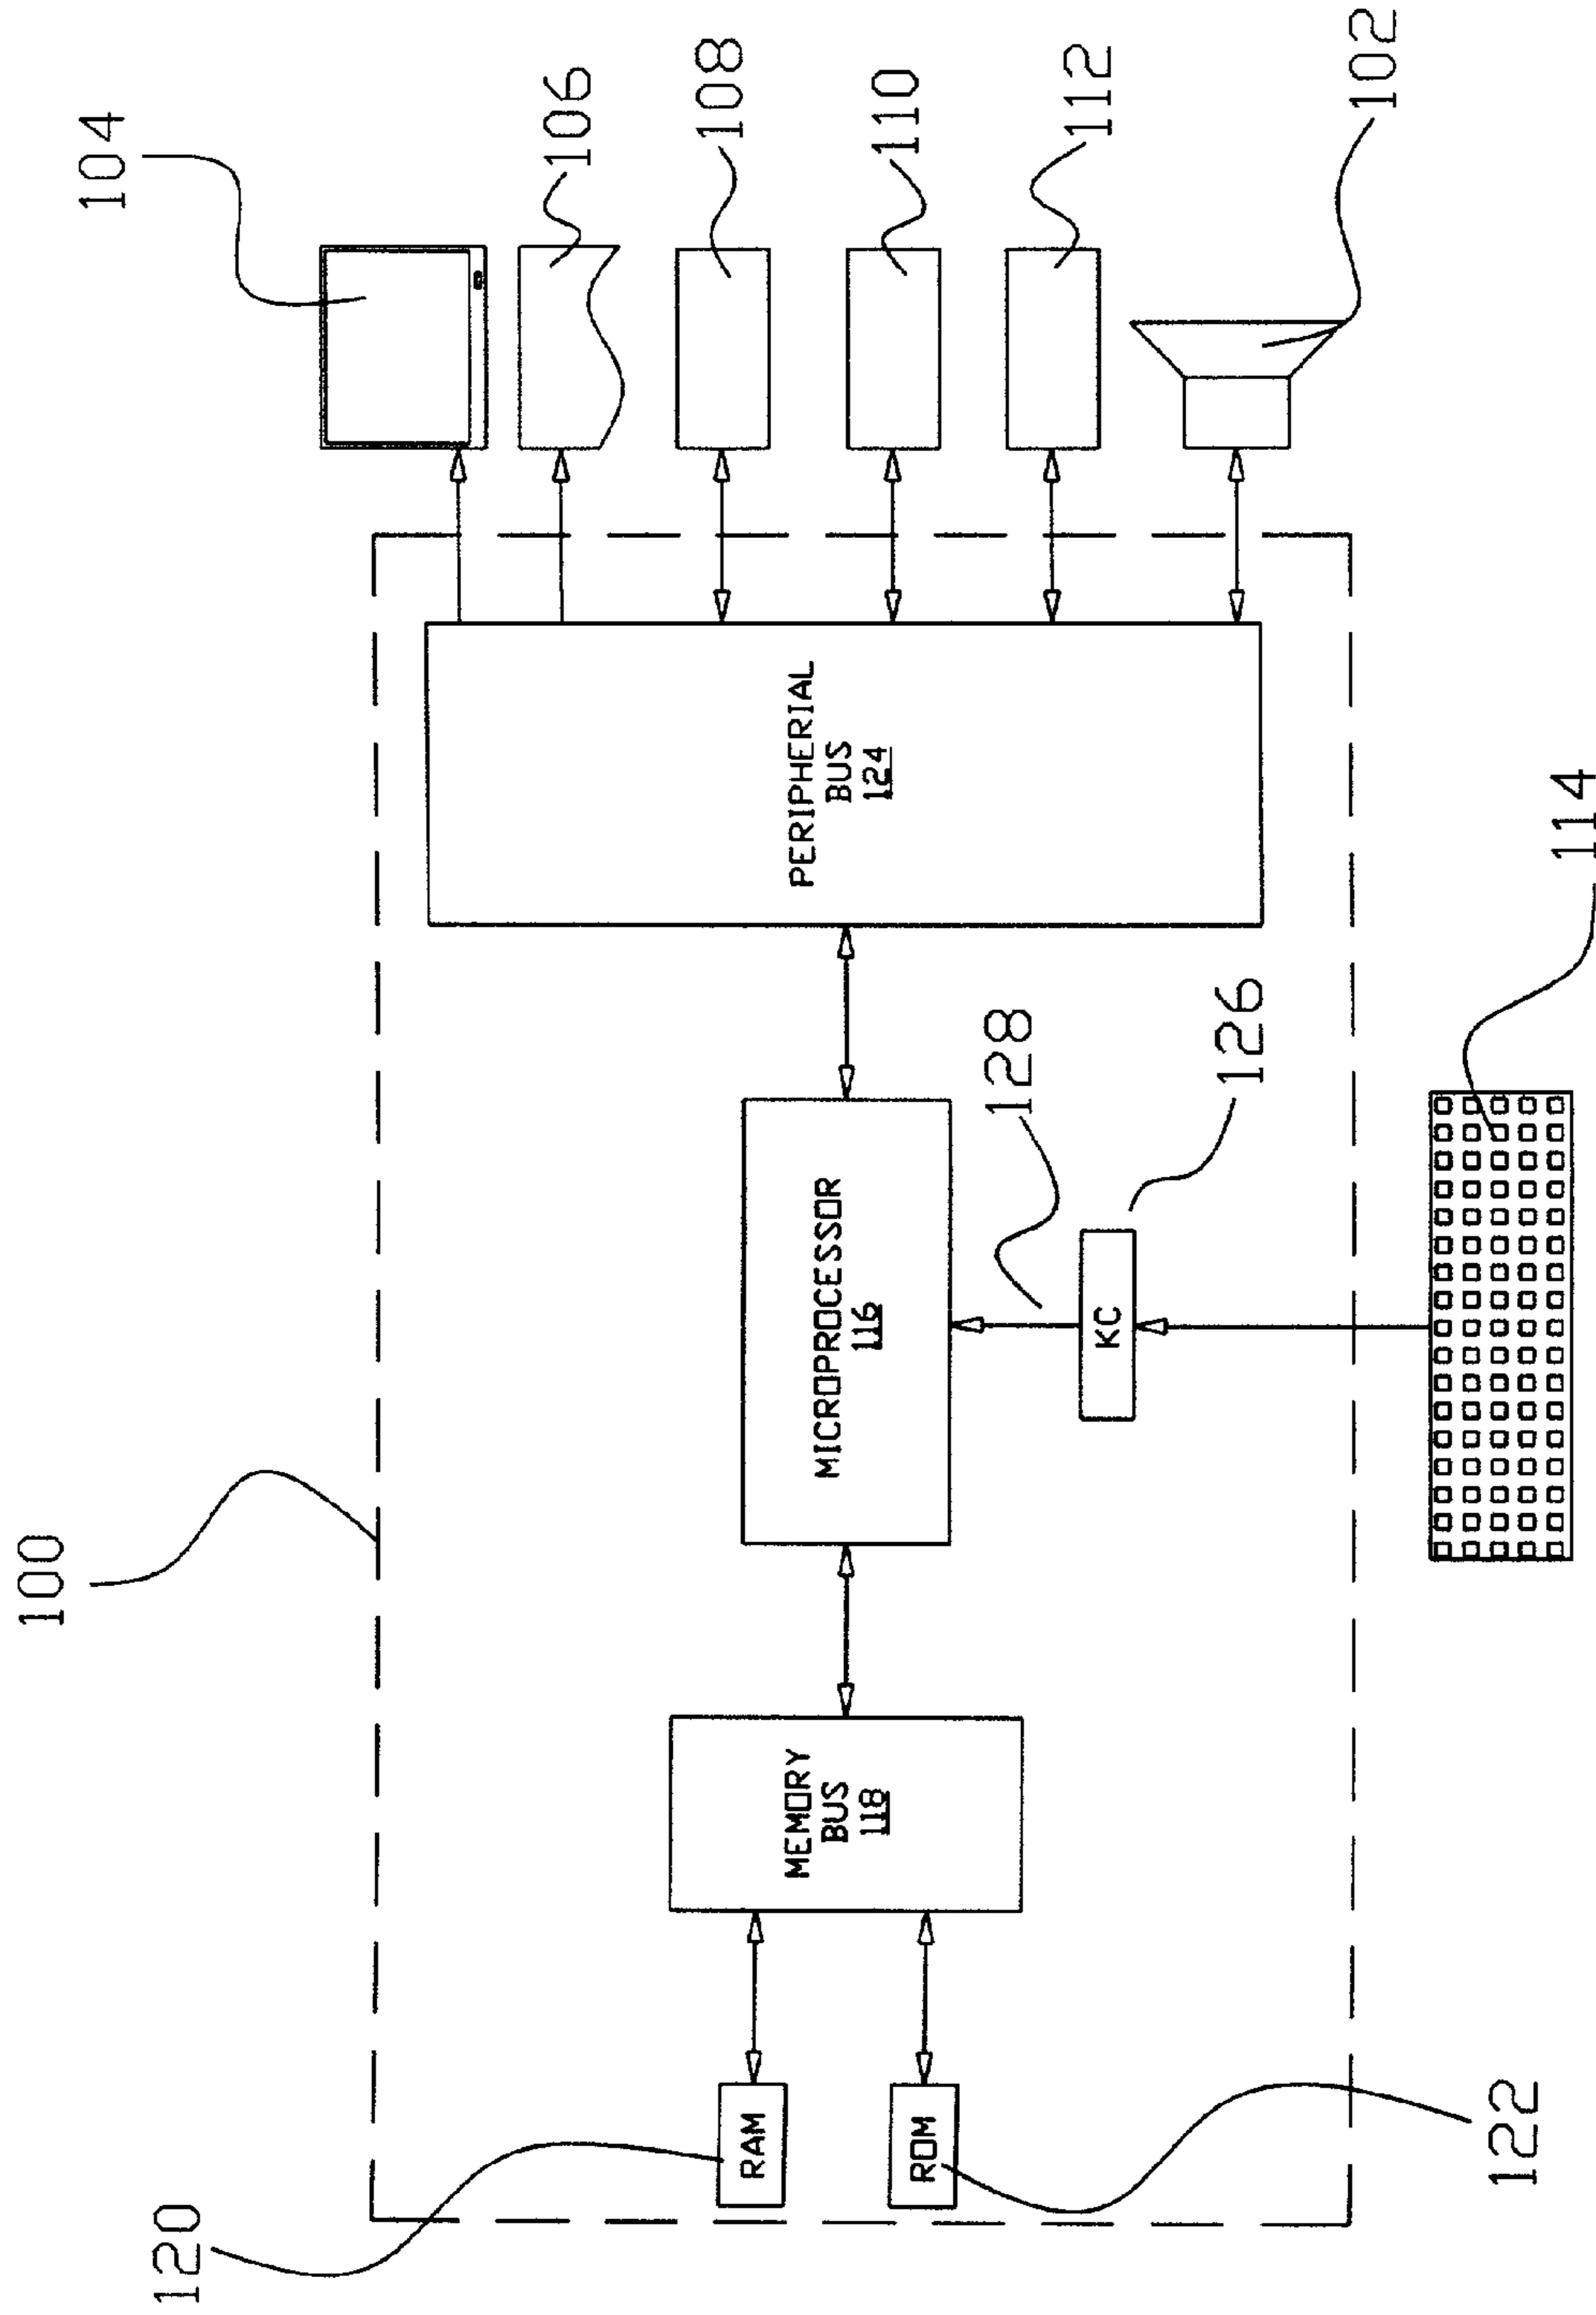 104
106
108
110
112
102
100
PERIPHERIAL
BUS
124
MICROPROCESSOR
116
128
KC
126
114
MEMORY
BUS
118
120
RAM
ROM
122